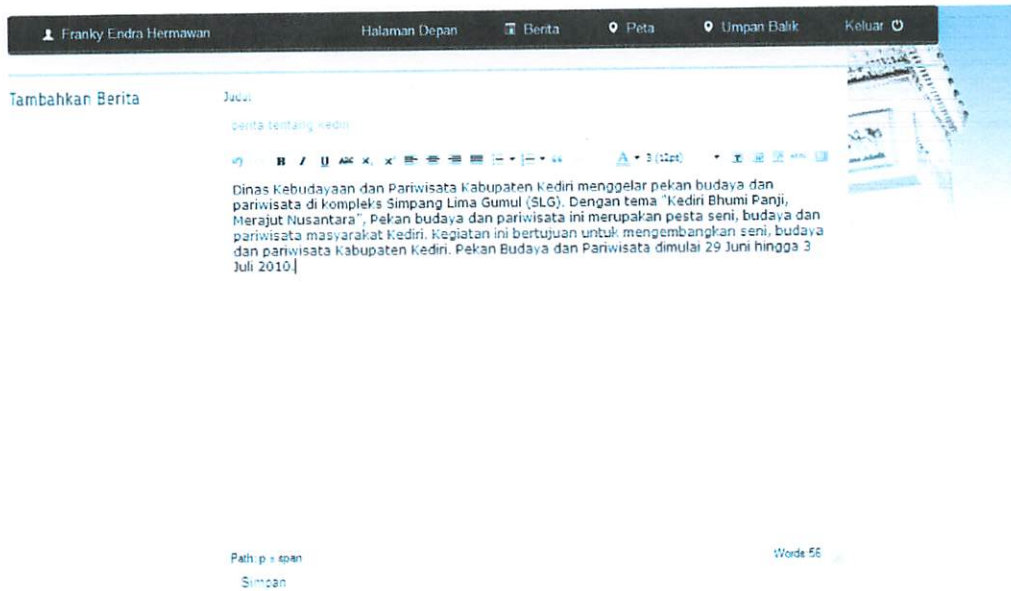 Franky Endra Hermawan Halaman Depan Berita Peta Umpan Balik Keluar
Tambahkan Berita
Judul
berita tentang kediri
B I U ABC x, x 3 (12pt)
Dinas Kebudayaan dan Pariwisata Kabupaten Kediri menggelar pekan budaya dan
pariwisata di kompleks Simpang Lima Gumul (SLG). Dengan tema "Kediri Bhumi Panji,
Merajut Nusantara", Pekan budaya dan pariwisata ini merupakan pesta seni, budaya dan
pariwisata masyarakat Kediri. Kegiatan ini bertujuan untuk mengembangkan seni, budaya
dan pariwisata Kabupaten Kediri. Pekan Budaya dan Pariwisata dimulai 29 Juni hingga 3
Juli 2010.
Path: p » span Words: 56
Simpan